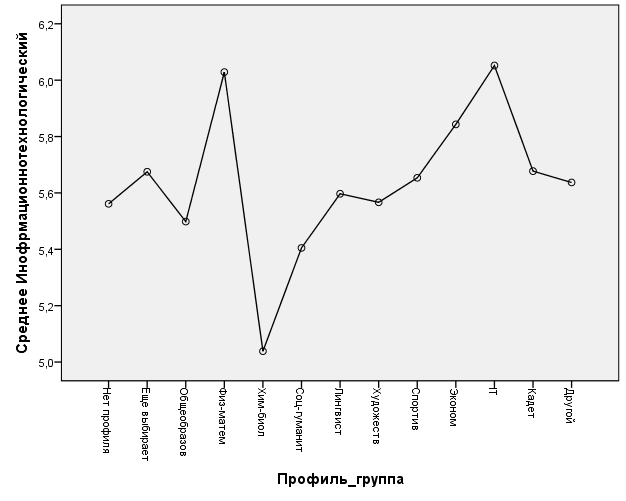 Среднее Инофрмационнотехнологический
6,2
6,0
5,8
5,6
5,4
5,2
5,0
Нет профиля
Еще выбирает
Общеобразов
Физ-матем
Хим-биол
Соц-гуманит
Лингвист
Художеств
Спортив
Эконом
IT
Кадет
Другой
Профиль_группа